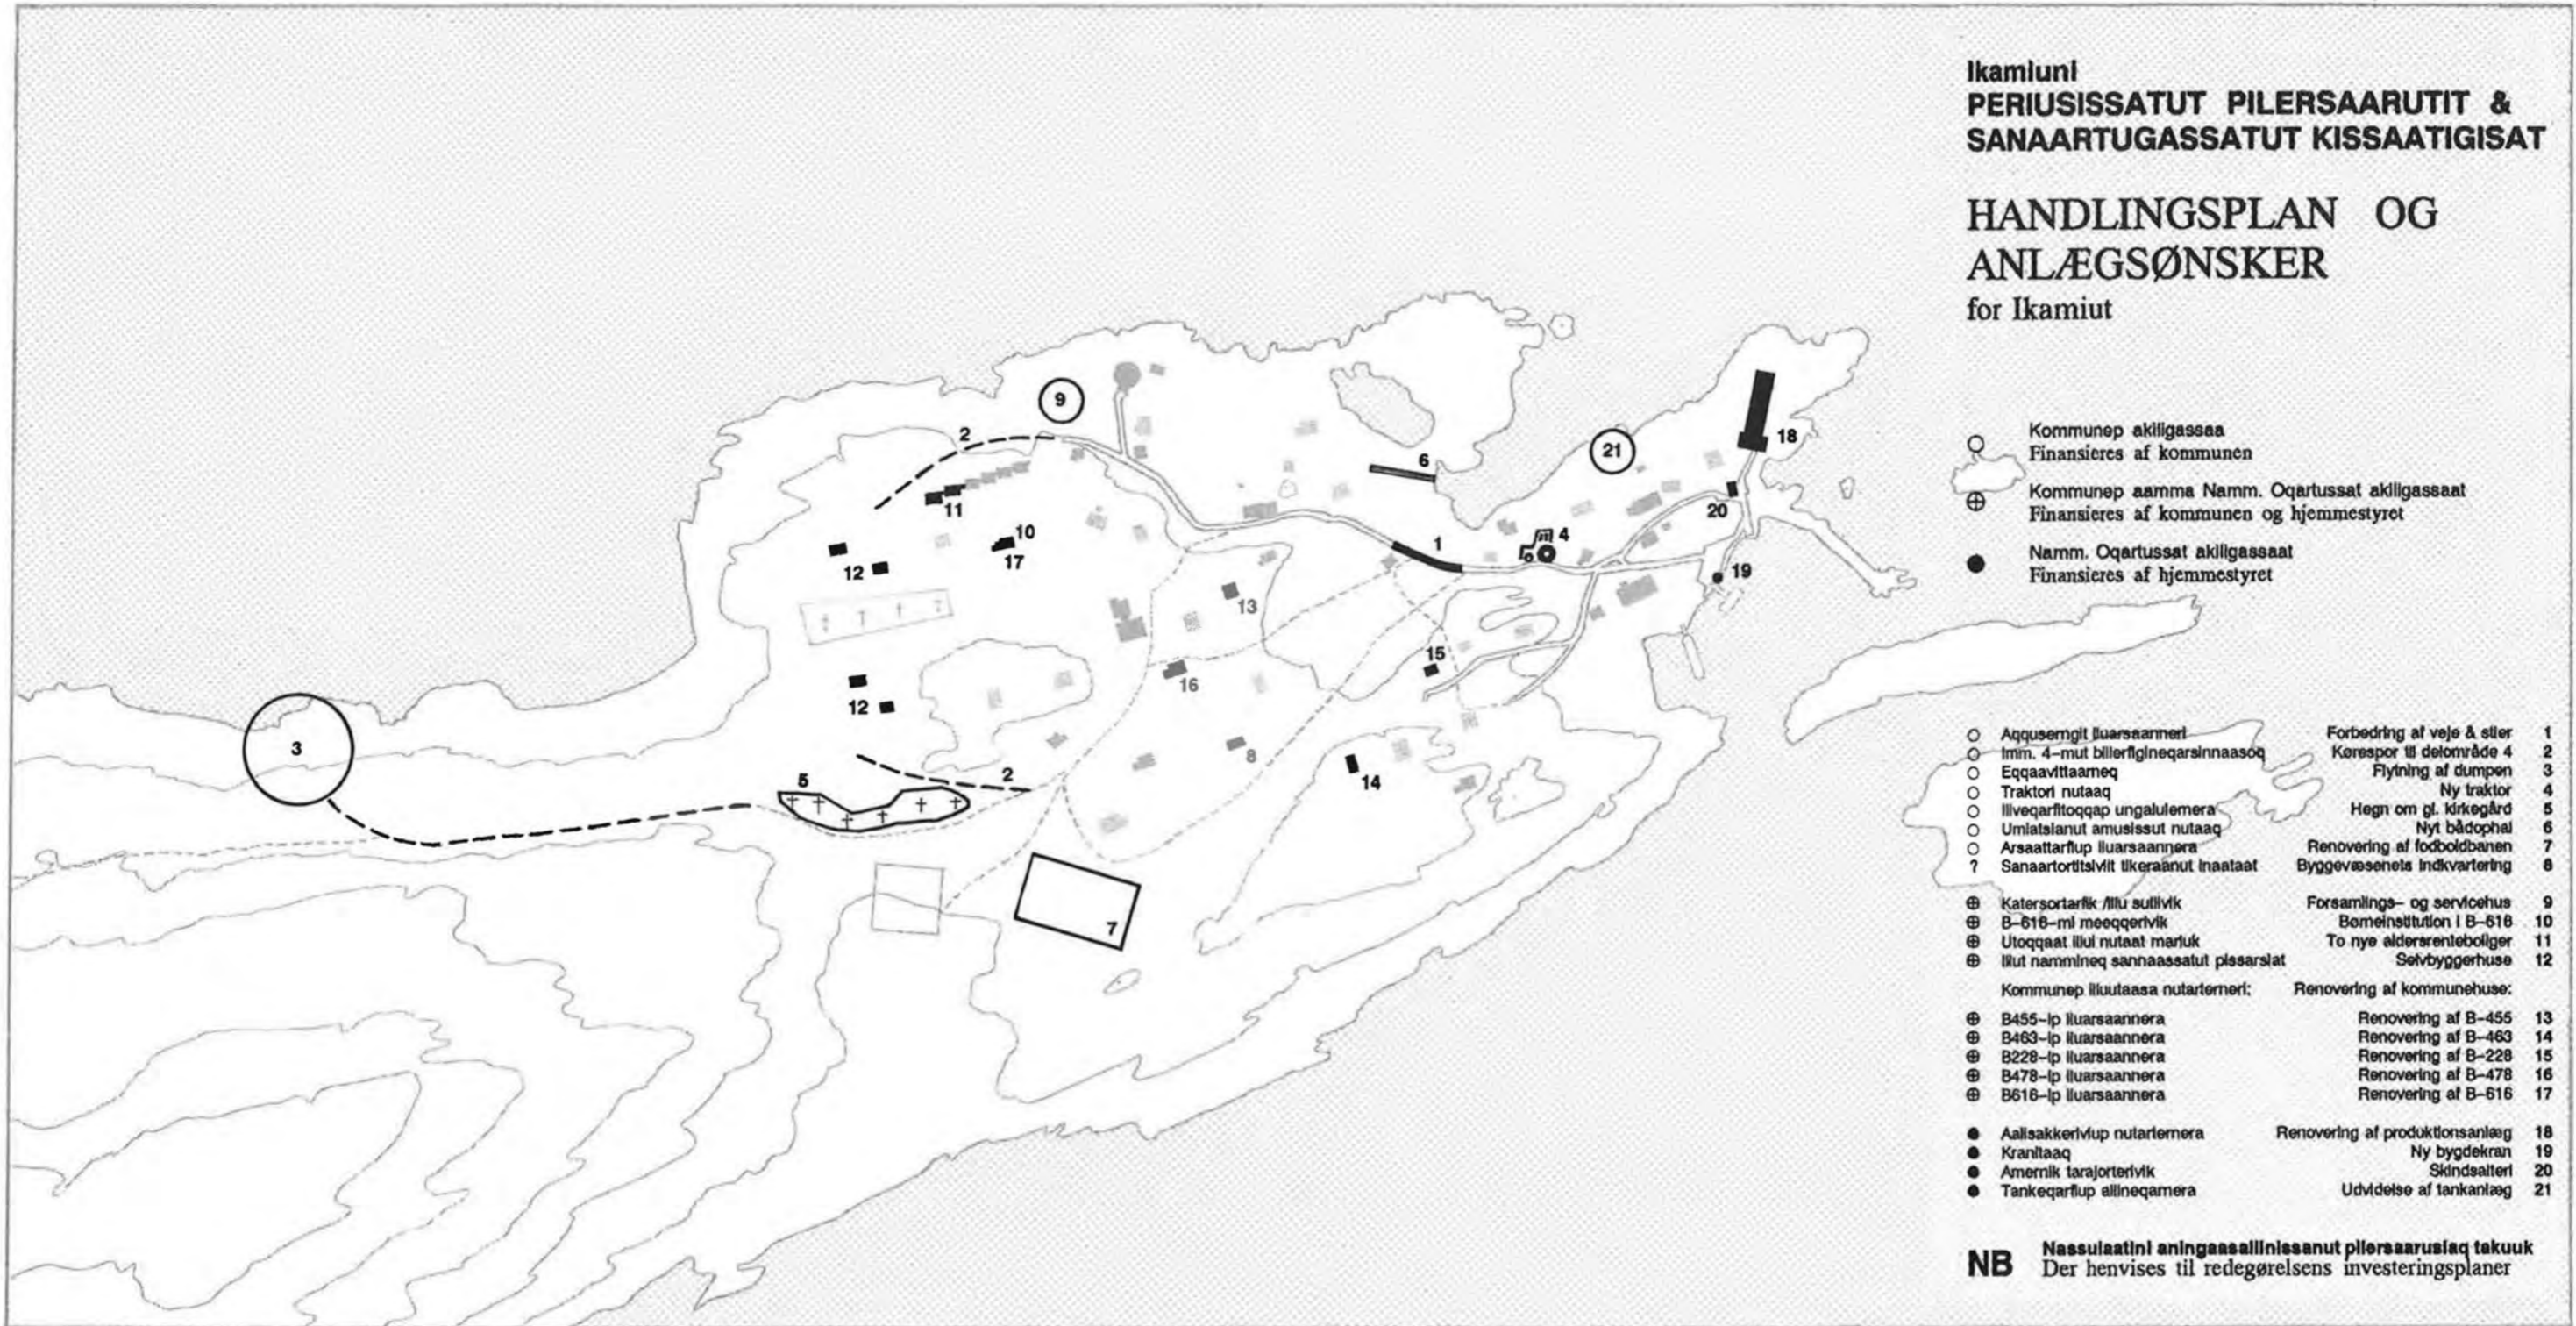 Ikamiuni
PERIUSISSATUT PILERSAARUTIT &
SANAARTUGASSATUT KISSAATIGISAT
HANDLINGSPLAN OG
ANLÆGSØNSKER
for Ikamiut
Kommunep akiligassaa
Finansieres af kommunen
Kommunep aamma Namm. Oqartussat akiligassaat
Finansieres af kommunen og hjemmestyret
Namm. Oqartussat akiligassaat
Finansieres af hjemmestyret
Aqquserngit iluarsaanneri Forbedring af veje & stier 1
Imm. 4-mut biilerfigineqarsinnaasoq Kørespor til delområde 4 2
Eqqaavittaarneq Flytning af dumpen 3
Traktori nutaaq Ny traktor 4
Iliveqarfitoqqap ungalulernera Hegn om gl. kirkegård 5
Umiatsianut amusissut nutaaq Nyt bådophal 6
Arsaattarfiup iluarsaannera Renovering af fodboldbanen 7
? Sanaartortitsiviit tikeraanut inaataat Byggevæsenets indkvartering 8
Katersortarfik /illu sullivik Forsamlings- og servicehus 9
B-616-mi meeqqerivik Børneinstitution i B-616 10
Utoqqaat illui nutaat marluk To nye aldersrenteboliger 11
Illut nammineq sannaassatut pissarsiat Selvbyggerhuse 12
Kommunep illuutaasa nutarterneri: Renovering af kommunehuse:
B455-ip iluarsaannera Renovering af B-455 13
B463-ip iluarsaannera Renovering af B-463 14
B228-ip iluarsaannera Renovering af B-228 15
B478-ip iluarsaannera Renovering af B-478 16
B616-ip iluarsaannera Renovering af B-616 17
Aalisakkeriviup nutarternera Renovering af produktionsanlæg 18
Kranitaaq Ny bygdekran 19
Amernik tarajorterivik Skindsalteri 20
Tankeqarfiup allineqarnera Udvidelse af tankanlæg 21
NB Nassuiaatini aningaasaliinissanut pilersaarusiaq takuuk
Der henvises til redegørelsens investeringsplaner
9
2
21
18
6
11
10
17
1
4
20
12
19
13
15
16
12
3
8
14
5
2
7